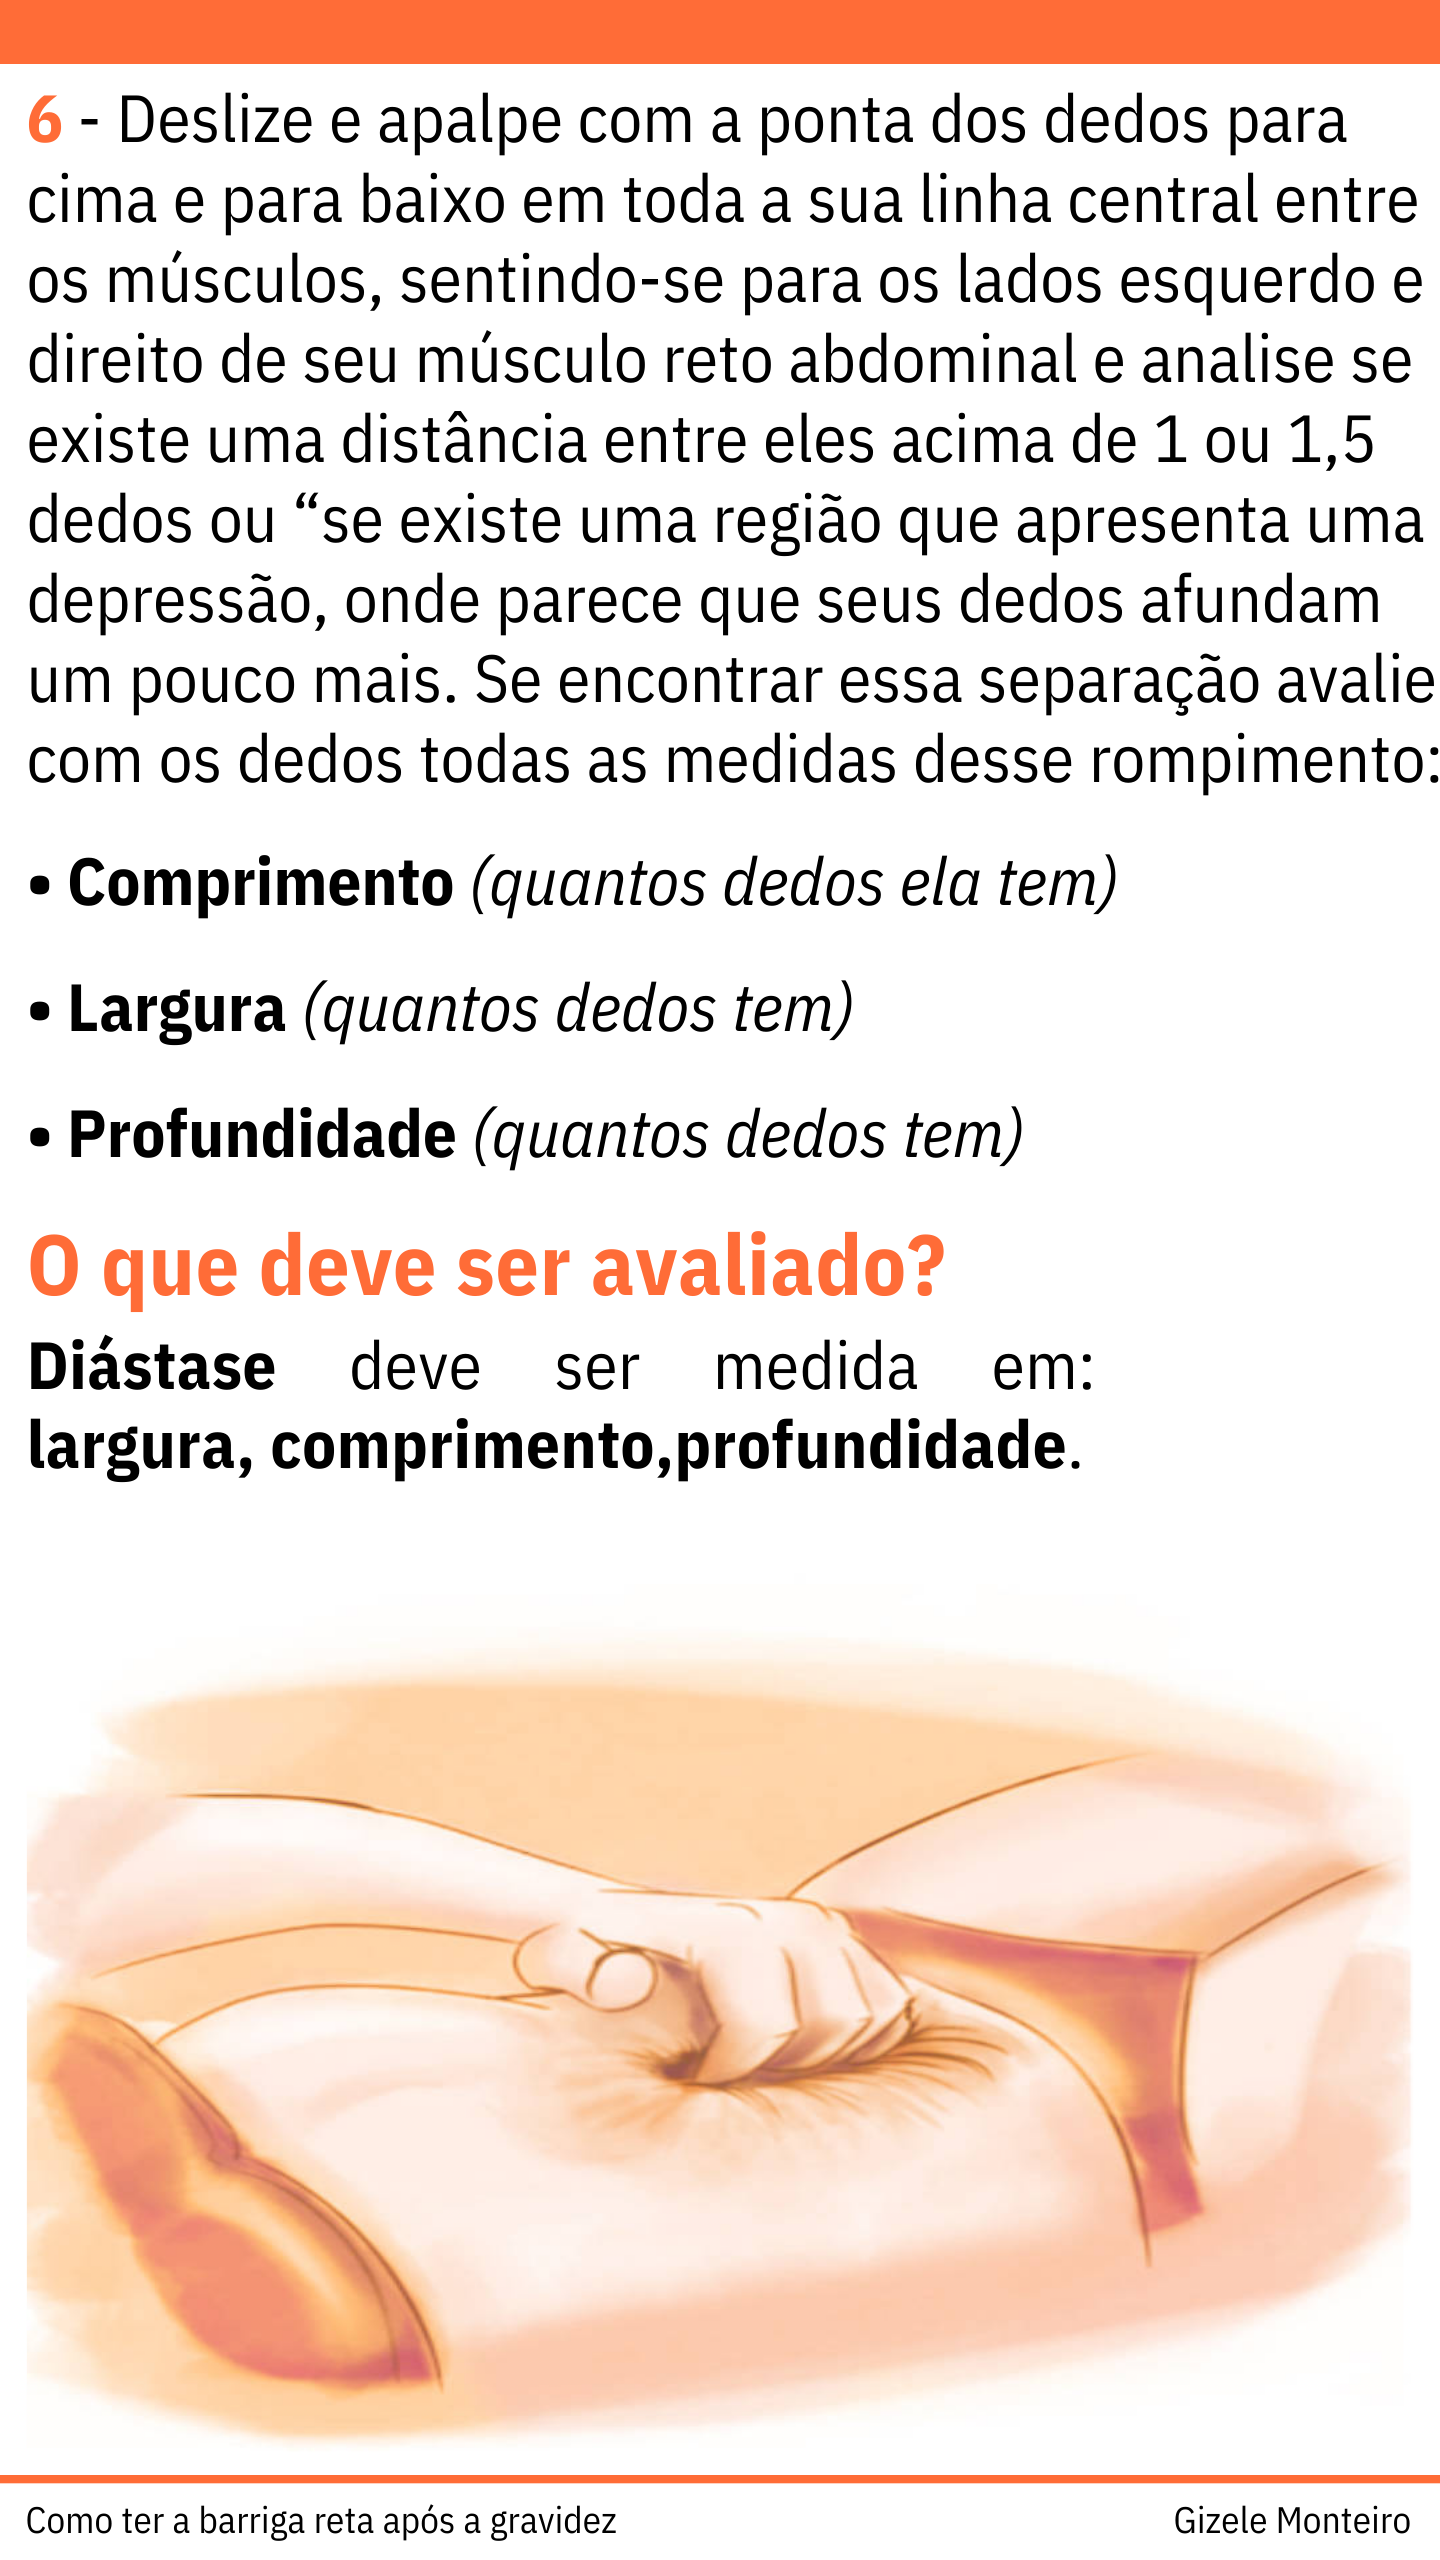 6 - Deslize e apalpe com a ponta dos dedos para
cima e para baixo em toda a sua linha central entre
os músculos, sentindo-se para os lados esquerdo e
direito de seu músculo reto abdominal e analise se
existe uma distância entre eles acima de 1 ou 1,5
dedos ou “se existe uma região que apresenta uma
depressão, onde parece que seus dedos afundam
um pouco mais. Se encontrar essa separação avalie
com os dedos todas as medidas desse rompimento:
• Comprimento (quantos dedos ela tem)
• Largura (quantos dedos tem)
• Profundidade (quantos dedos tem)
O que deve ser avaliado?
Diástase deve ser medida em:
largura, comprimento,profundidade.
Como ter a barriga reta após a gravidez
Gizele Monteiro